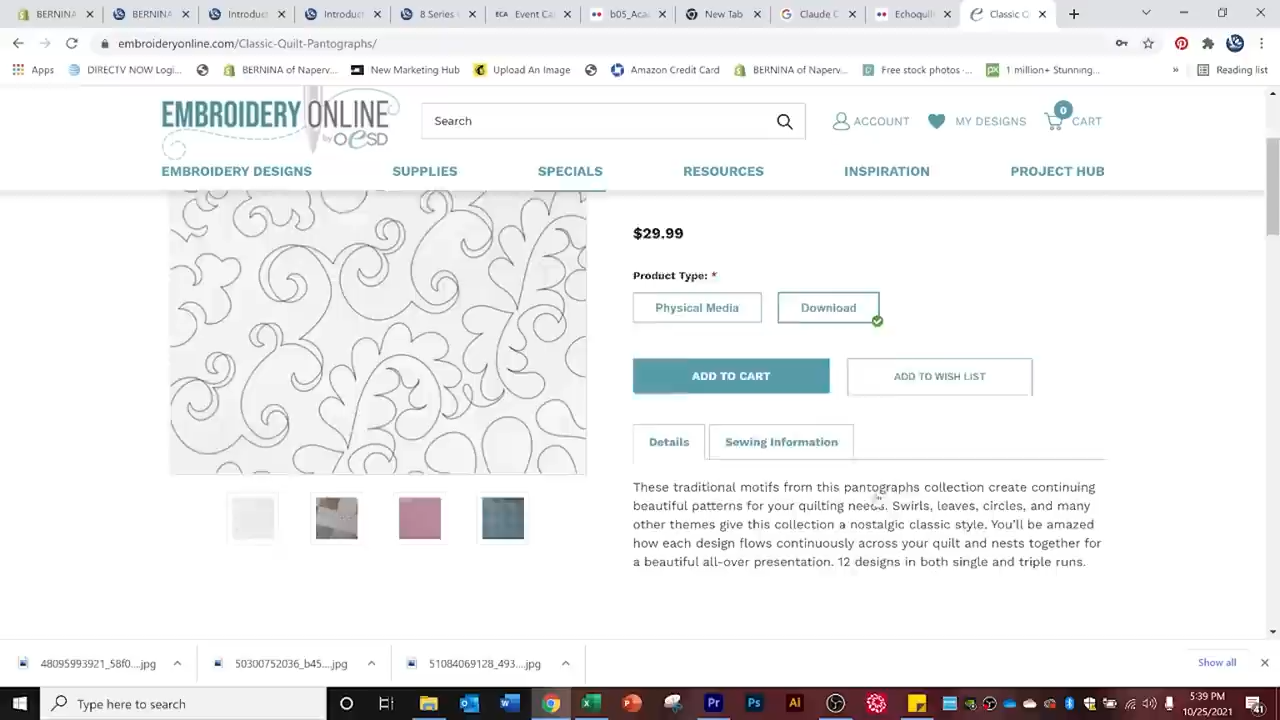 BERNINA
BERNINA
Introduct
Introduct
B Series
Event Ca
b05_Aca
New Tab
Claude C
Echoquil
Classic Q
embroideryonline.com/Classic-Quilt-Pantographs/
Apps
DIRECTV NOW Logi...
BERNINA of Naperv...
New Marketing Hub
Upload An Image
Amazon Credit Card
BERNINA of Naperv...
Free stock photos ·...
1 million+ Stunning...
»
Reading list
EMBROIDERY ONLINE
by OESD
Search
ACCOUNT
MY DESIGNS
0
CART
EMBROIDERY DESIGNS
SUPPLIES
SPECIALS
RESOURCES
INSPIRATION
PROJECT HUB
$29.99
Product Type: *
Physical Media
Download
ADD TO CART
ADD TO WISH LIST
Details
Sewing Information
These traditional motifs from this pantographs collection create continuing
beautiful patterns for your quilting needs. Swirls, leaves, circles, and many
other themes give this collection a nostalgic classic style. You'll be amazed
how each design flows continuously across your quilt and nests together for
a beautiful all-over presentation. 12 designs in both single and triple runs.
48095993921_58f0....jpg
50300752036_b45....jpg
51084069128_493....jpg
Show all
Type here to search
Pr
Ps
Ai
5:39 PM
10/25/2021
41